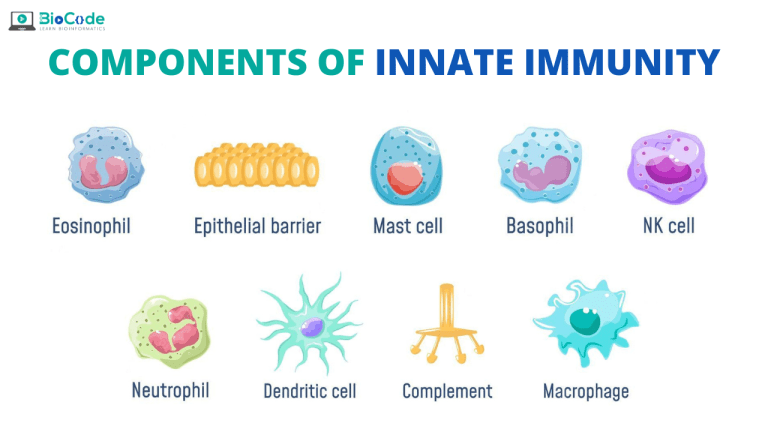 BioCode
LEARN BIOINFORMATICS
COMPONENTS OF INNATE IMMUNITY
Eosinophil
Epithelial barrier
Mast cell
Basophil
NK cell
Neutrophil
Dendritic cell
Complement
Macrophage